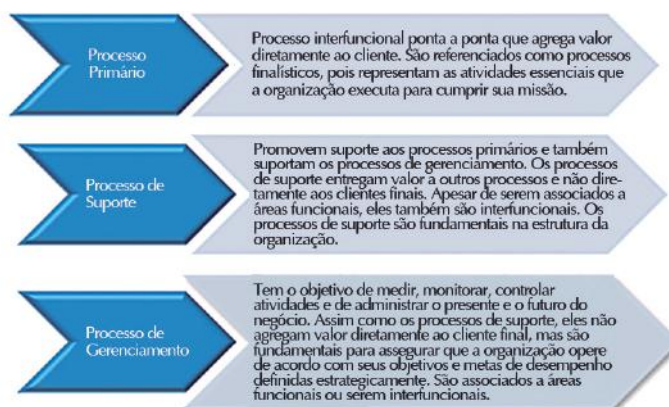 Processo
Primário
Processo interfuncional ponta a ponta que agrega valor
diretamente ao cliente. São referenciados como processos
finalísticos, pois representam as atividades essenciais que
a organização executa para cumprir sua missão.
Processo de
Suporte
Promovem suporte aos processos primários e também
suportam os processos de gerenciamento. Os processos
de suporte entregam valor a outros processos e não dire-
tamente aos clientes finais. Apesar de serem associados a
áreas funcionais, eles também são interfuncionais. Os
processos de suporte são fundamentais na estrutura da
organização.
Processo de
Gerenciamento
Tem o objetivo de medir, monitorar, controlar
atividades e de administrar o presente e o futuro do
negócio. Assim como os processos de suporte, eles não
agregam valor diretamente ao cliente final, mas são
fundamentais para assegurar que a organização opere
de acordo com seus objetivos e metas de desempenho
definidas estrategicamente. São associados a áreas
funcionais ou serem interfuncionais.